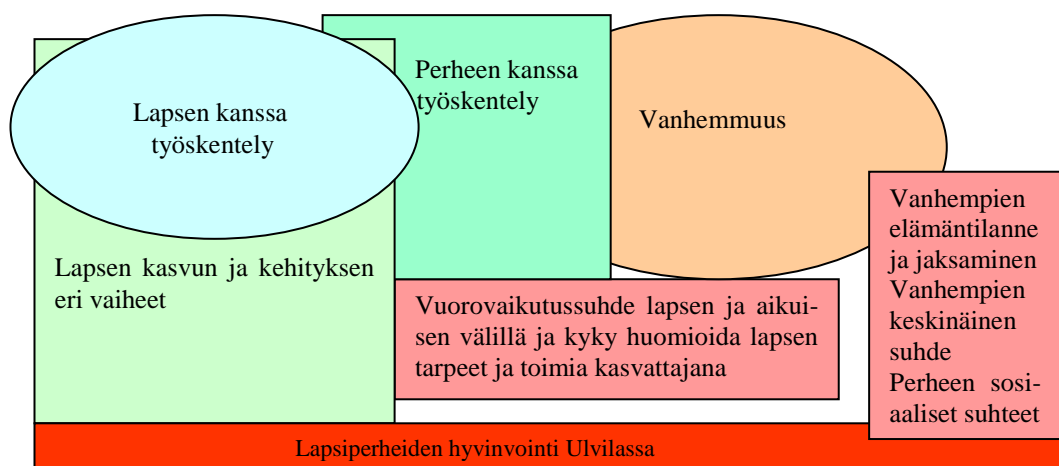 Lapsen kanssa
työskentely
Perheen kanssa
työskentely
Vanhemmuus
Lapsen kasvun ja kehityksen
eri vaiheet
Vuorovaikutussuhde lapsen ja aikui-
sen välillä ja kyky huomioida lapsen
tarpeet ja toimia kasvattajana
Vanhempien
elämäntilanne
ja jaksaminen
Vanhempien
keskinäinen
suhde
Perheen sosi-
aaliset suhteet
Lapsiperheiden hyvinvointi Ulvilassa